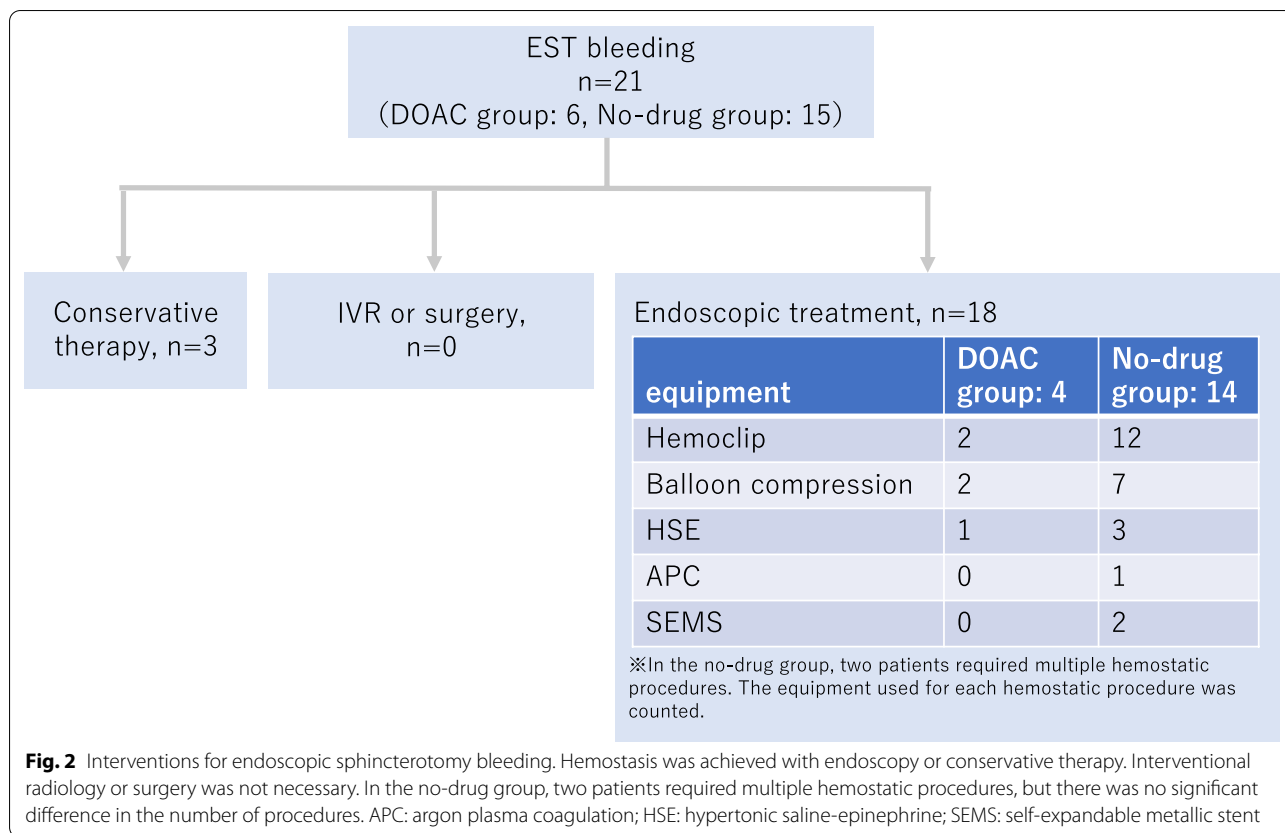 EST bleeding
n=21
(DOAC group: 6, No-drug group: 15)
Conservative
therapy, n=3
IVR or surgery,
n=0
Endoscopic treatment, n=18
equipment DOAC group: 4 No-drug group: 14
Hemoclip 2 12
Balloon compression 2 7
HSE 1 3
APC 0 1
SEMS 0 2
※In the no-drug group, two patients required multiple hemostatic
procedures. The equipment used for each hemostatic procedure was
counted.
Fig. 2 Interventions for endoscopic sphincterotomy bleeding. Hemostasis was achieved with endoscopy or conservative therapy. Interventional
radiology or surgery was not necessary. In the no-drug group, two patients required multiple hemostatic procedures, but there was no significant
difference in the number of procedures. APC: argon plasma coagulation; HSE: hypertonic saline-epinephrine; SEMS: self-expandable metallic stent